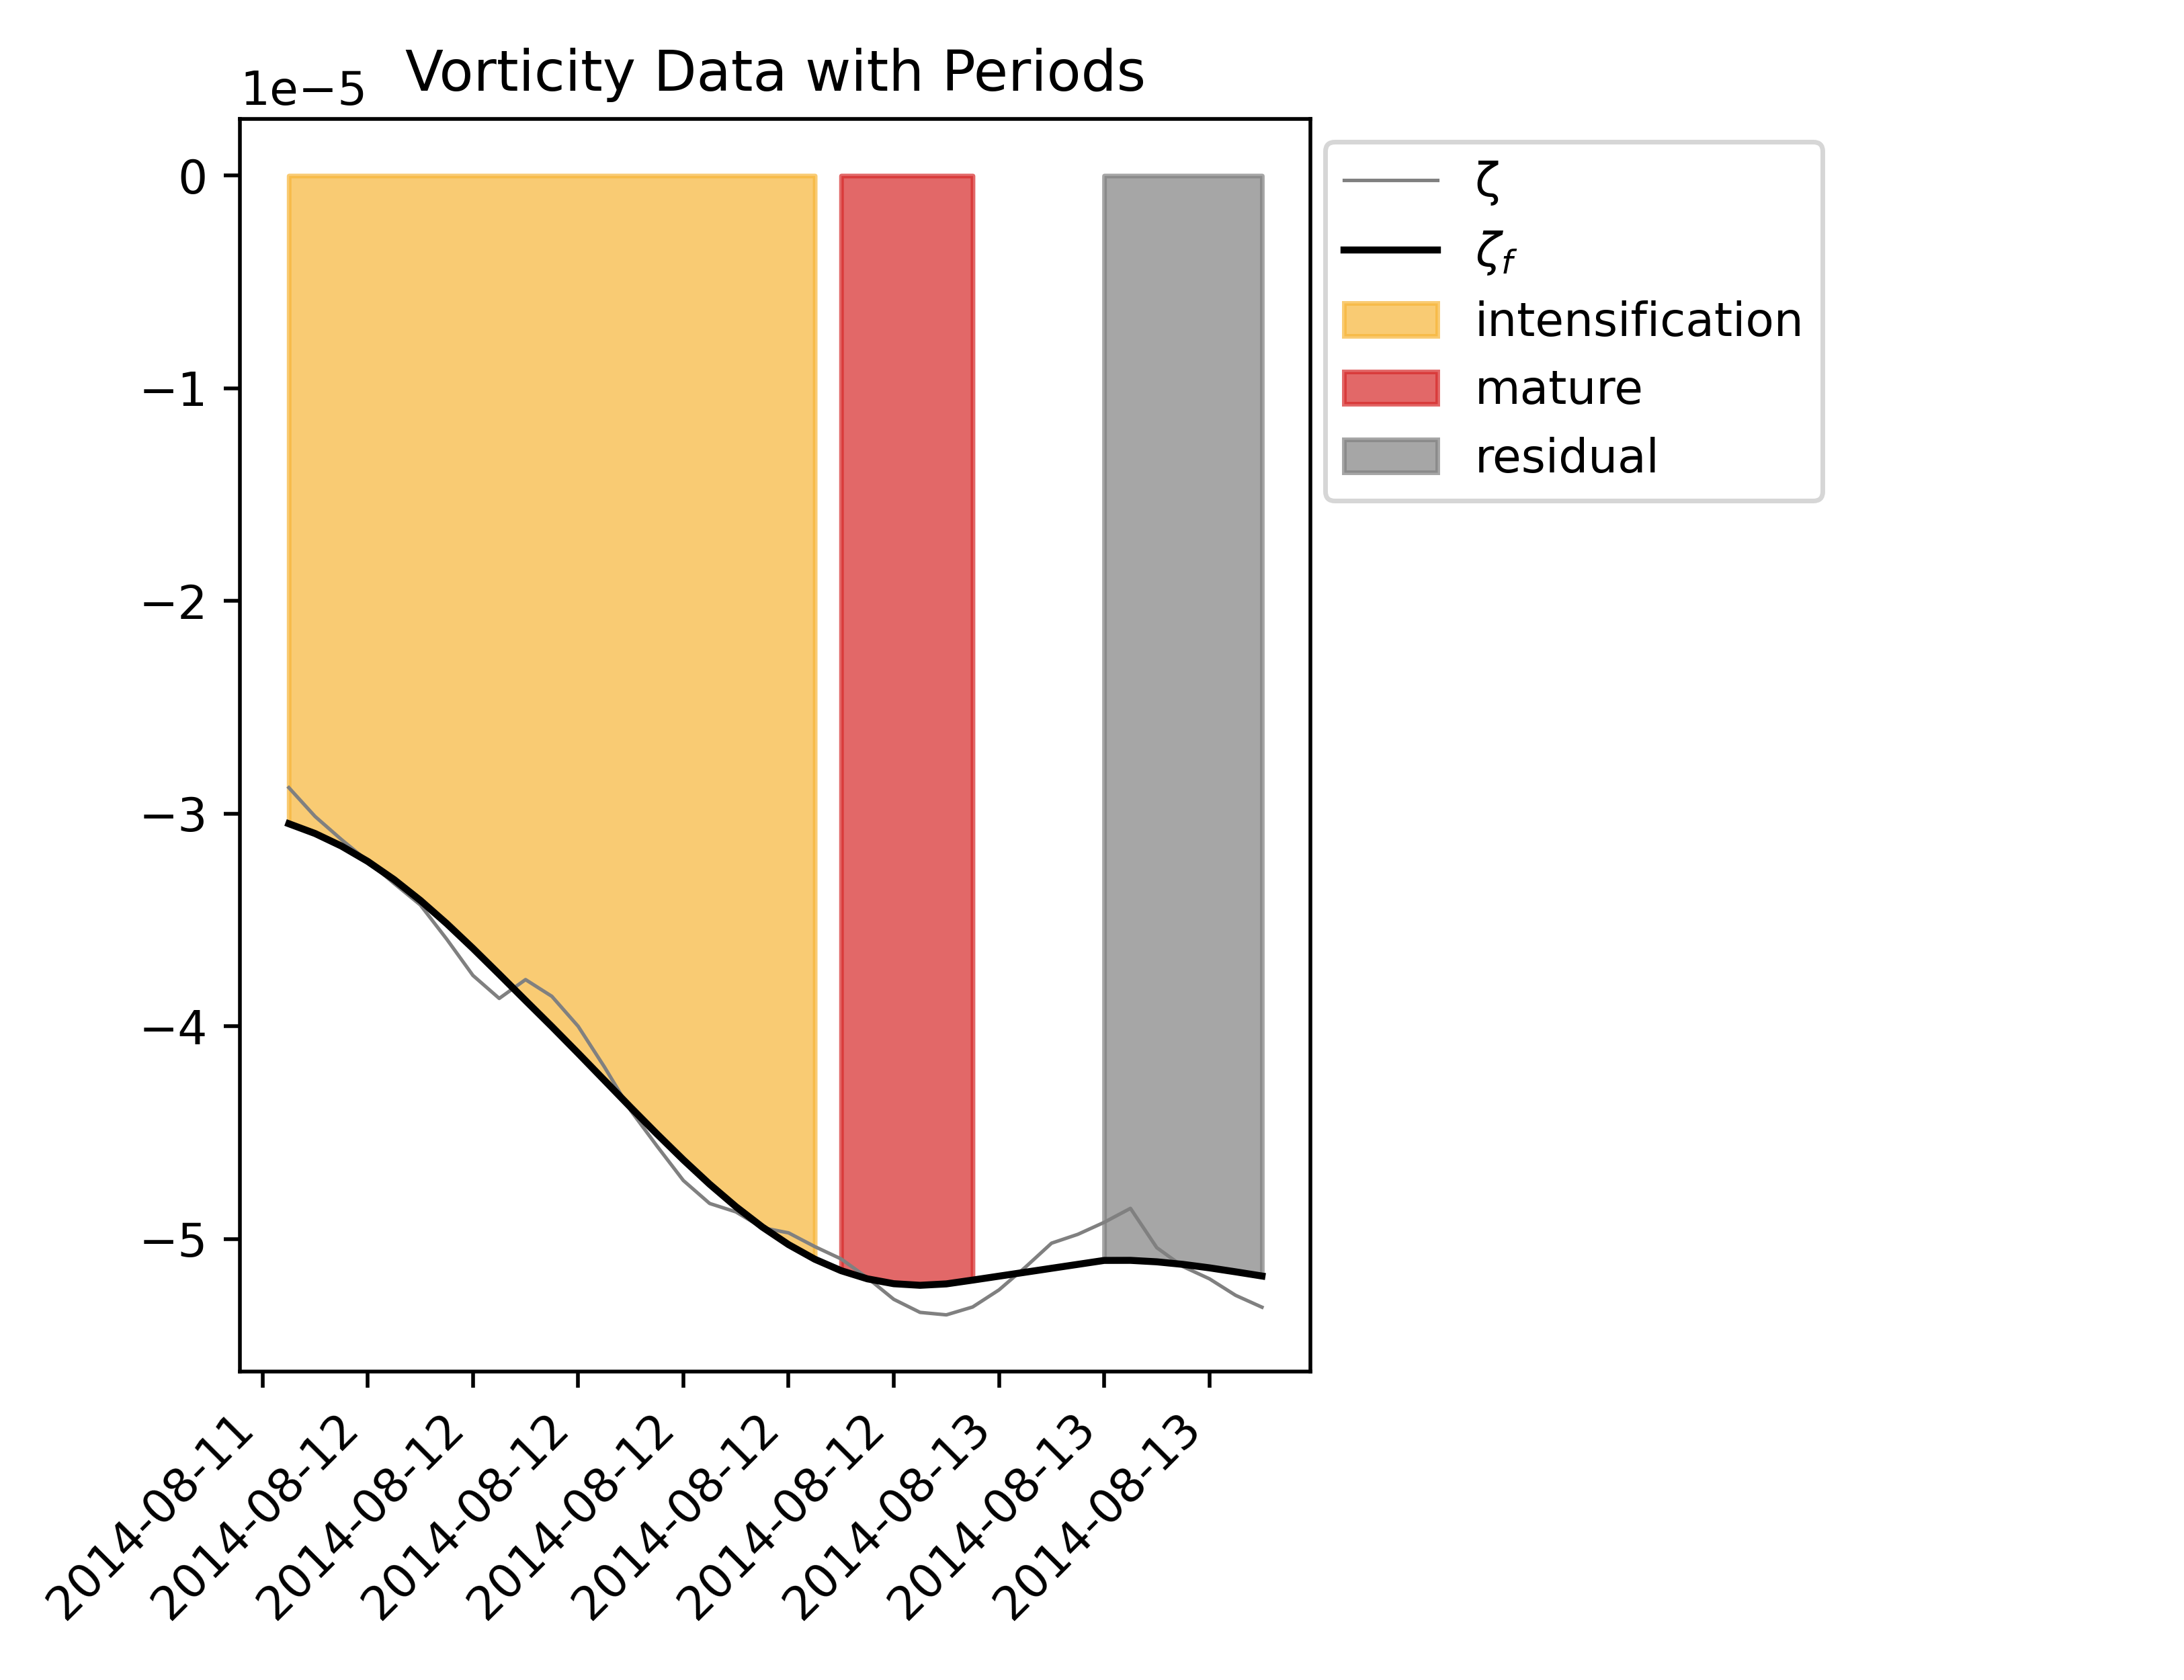 Vorticity Data with Periods
1e−5
0
−1
−2
−3
−4
−5
2014-08-11
2014-08-12
2014-08-12
2014-08-12
2014-08-12
2014-08-12
2014-08-12
2014-08-13
2014-08-13
2014-08-13
ζ
ζf
intensification
mature
residual